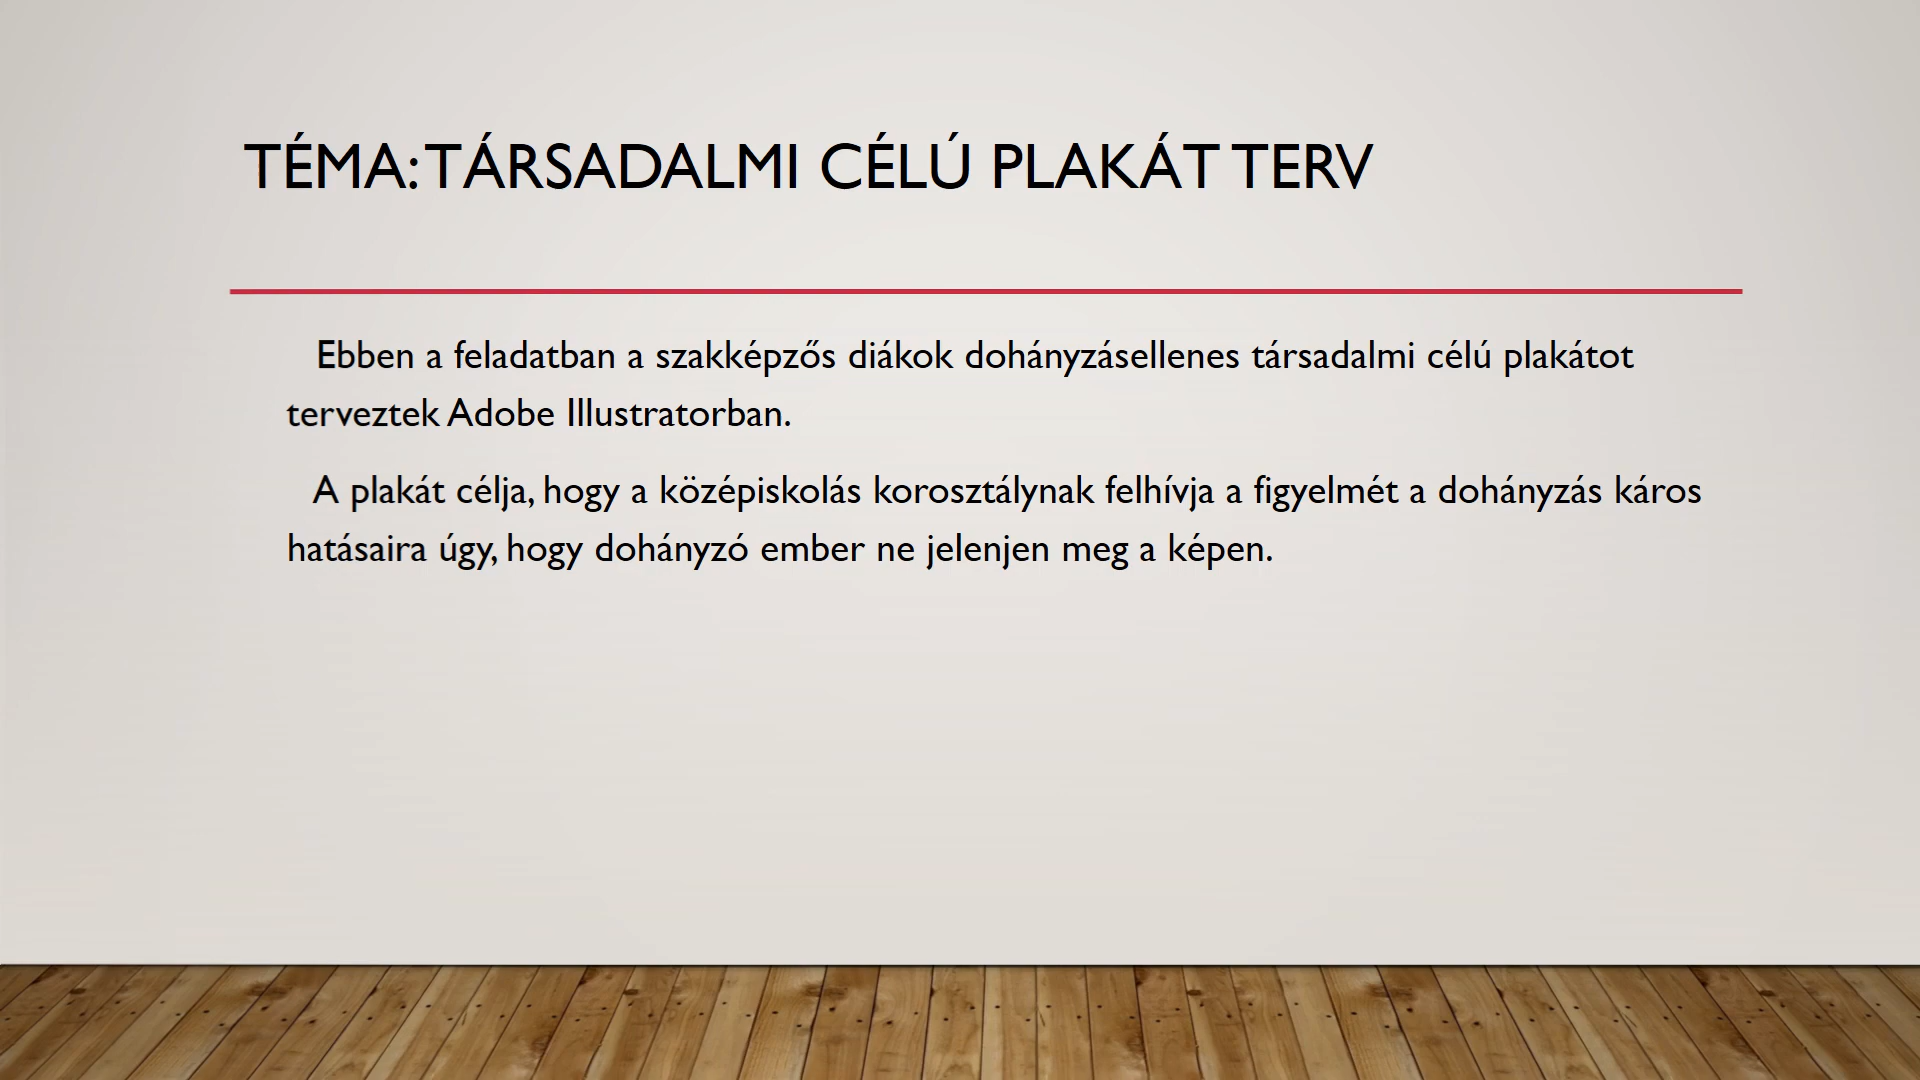 TÉMA: TÁRSADALMI CÉLÚ PLAKÁT TERV
Ebben a feladatban a szakképzős diákok dohányzásellenes társadalmi célú plakátot
terveztek Adobe Illustratorban.
A plakát célja, hogy a középiskolás korosztálynak felhívja a figyelmét a dohányzás káros
hatásaira úgy, hogy dohányzó ember ne jelenjen meg a képen.